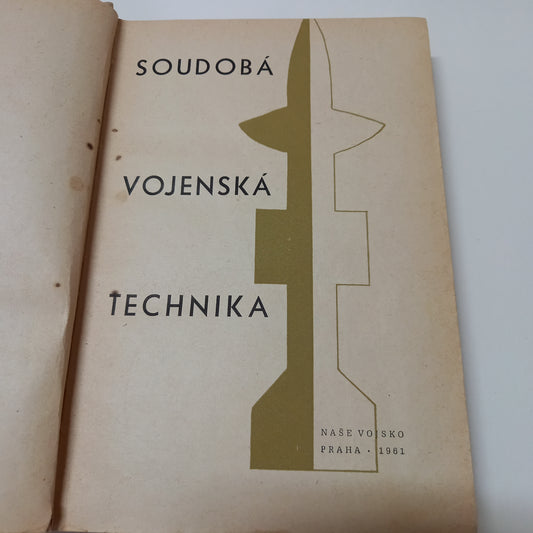 SOUDOBÁ
VOJENSKÁ
TECHNIKA
NAŠE VOJSKO
PRAHA · 1961